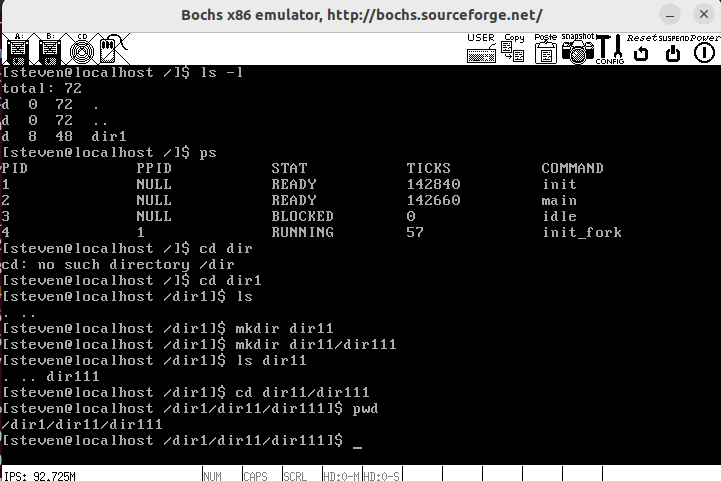 Bochs x86 emulator, http://bochs.sourceforge.net/
A: B: CD USER Copy Paste snapshot CONFIG Reset SUSPEND Power
[steven@localhost /]$ ls -l
total: 72
d  0  72  .
d  0  72  ..
d  8  48  dir1
[steven@localhost /]$ ps
PID PPID STAT TICKS COMMAND
1 NULL READY 142840 init
2 NULL READY 142660 main
3 NULL BLOCKED 0 idle
4 1 RUNNING 57 init_fork
[steven@localhost /]$ cd dir
cd: no such directory /dir
[steven@localhost /]$ cd dir1
[steven@localhost /dir1]$ ls
. ..
[steven@localhost /dir1]$ mkdir dir11
[steven@localhost /dir1]$ mkdir dir11/dir111
[steven@localhost /dir1]$ ls dir11
. .. dir111
[steven@localhost /dir1]$ cd dir11/dir111
[steven@localhost /dir1/dir11/dir111]$ pwd
/dir1/dir11/dir111
[steven@localhost /dir1/dir11/dir111]$ _
IPS: 92.725M NUM CAPS SCRL HD:0-M HD:0-S